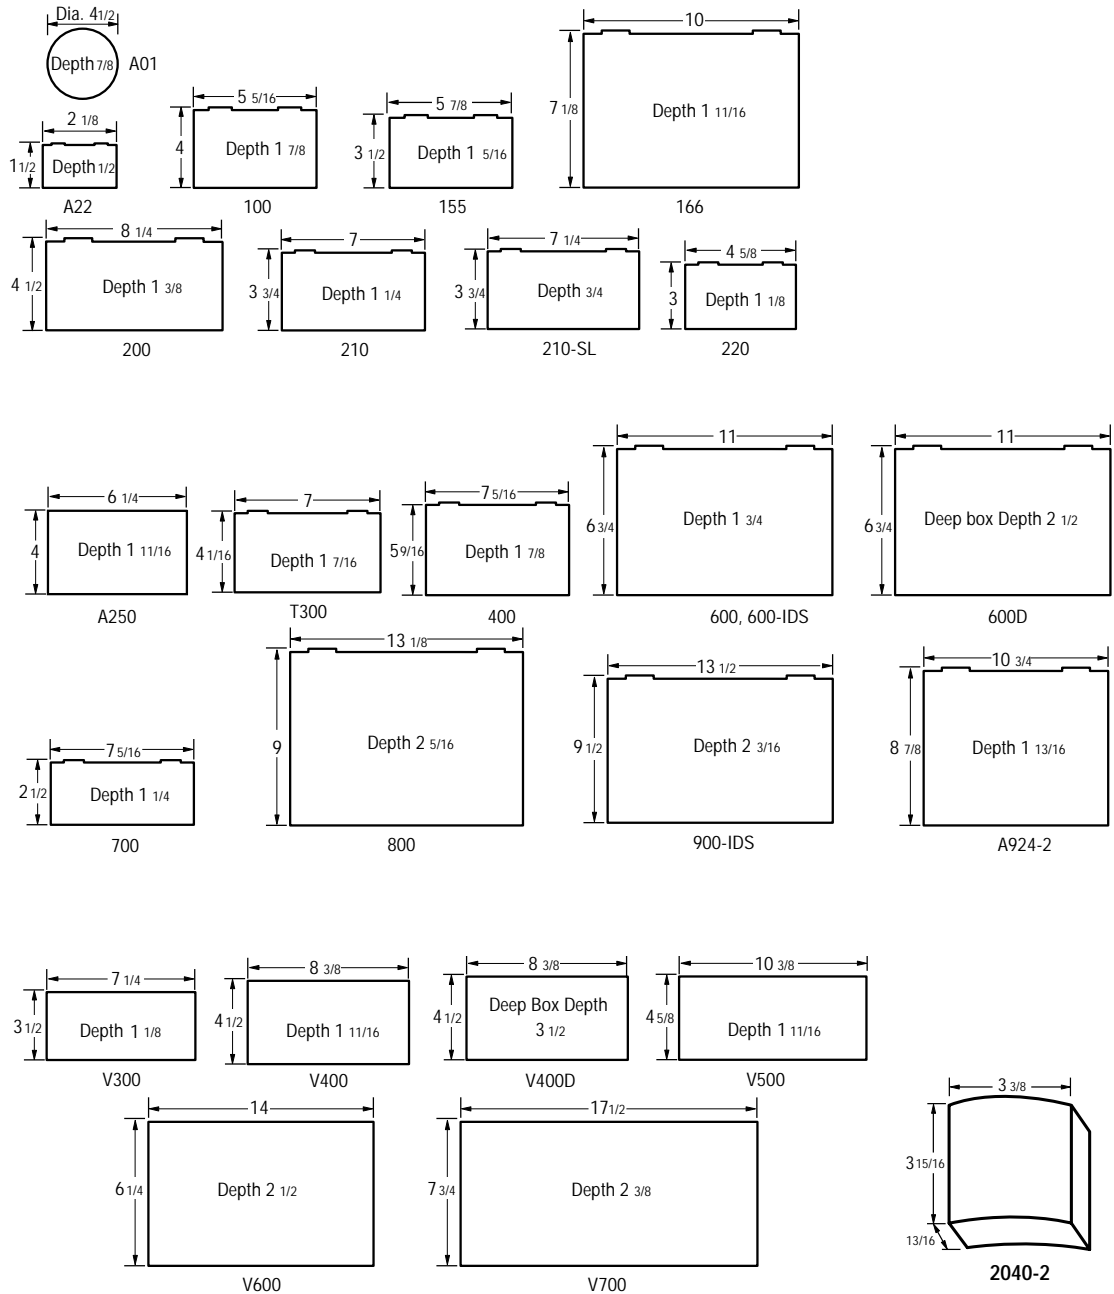 Dia. 4 1/2
Depth 7/8
A01
2 1/8
1 1/2
Depth 1/2
A22
5 5/16
4
Depth 1 7/8
100
5 7/8
3 1/2
Depth 1 5/16
155
10
7 1/8
Depth 1 11/16
166
8 1/4
4 1/2
Depth 1 3/8
200
7
3 3/4
Depth 1 1/4
210
7 1/4
3 3/4
Depth 3/4
210-SL
4 5/8
3
Depth 1 1/8
220
6 1/4
4
Depth 1 11/16
A250
7
4 1/16
Depth 1 7/16
T300
7 5/16
5 9/16
Depth 1 7/8
400
11
6 3/4
Depth 1 3/4
600, 600-IDS
11
6 3/4
Deep box Depth 2 1/2
600D
7 5/16
2 1/2
Depth 1 1/4
700
13 1/8
9
Depth 2 5/16
800
13 1/2
9 1/2
Depth 2 3/16
900-IDS
10 3/4
8 7/8
Depth 1 13/16
A924-2
7 1/4
3 1/2
Depth 1 1/8
V300
8 3/8
4 1/2
Depth 1 11/16
V400
8 3/8
4 1/2
Deep Box Depth
3 1/2
V400D
10 3/8
4 5/8
Depth 1 11/16
V500
14
6 1/4
Depth 2 1/2
V600
17 1/2
7 3/4
Depth 2 3/8
V700
3 3/8
3 15/16
13/16
2040-2